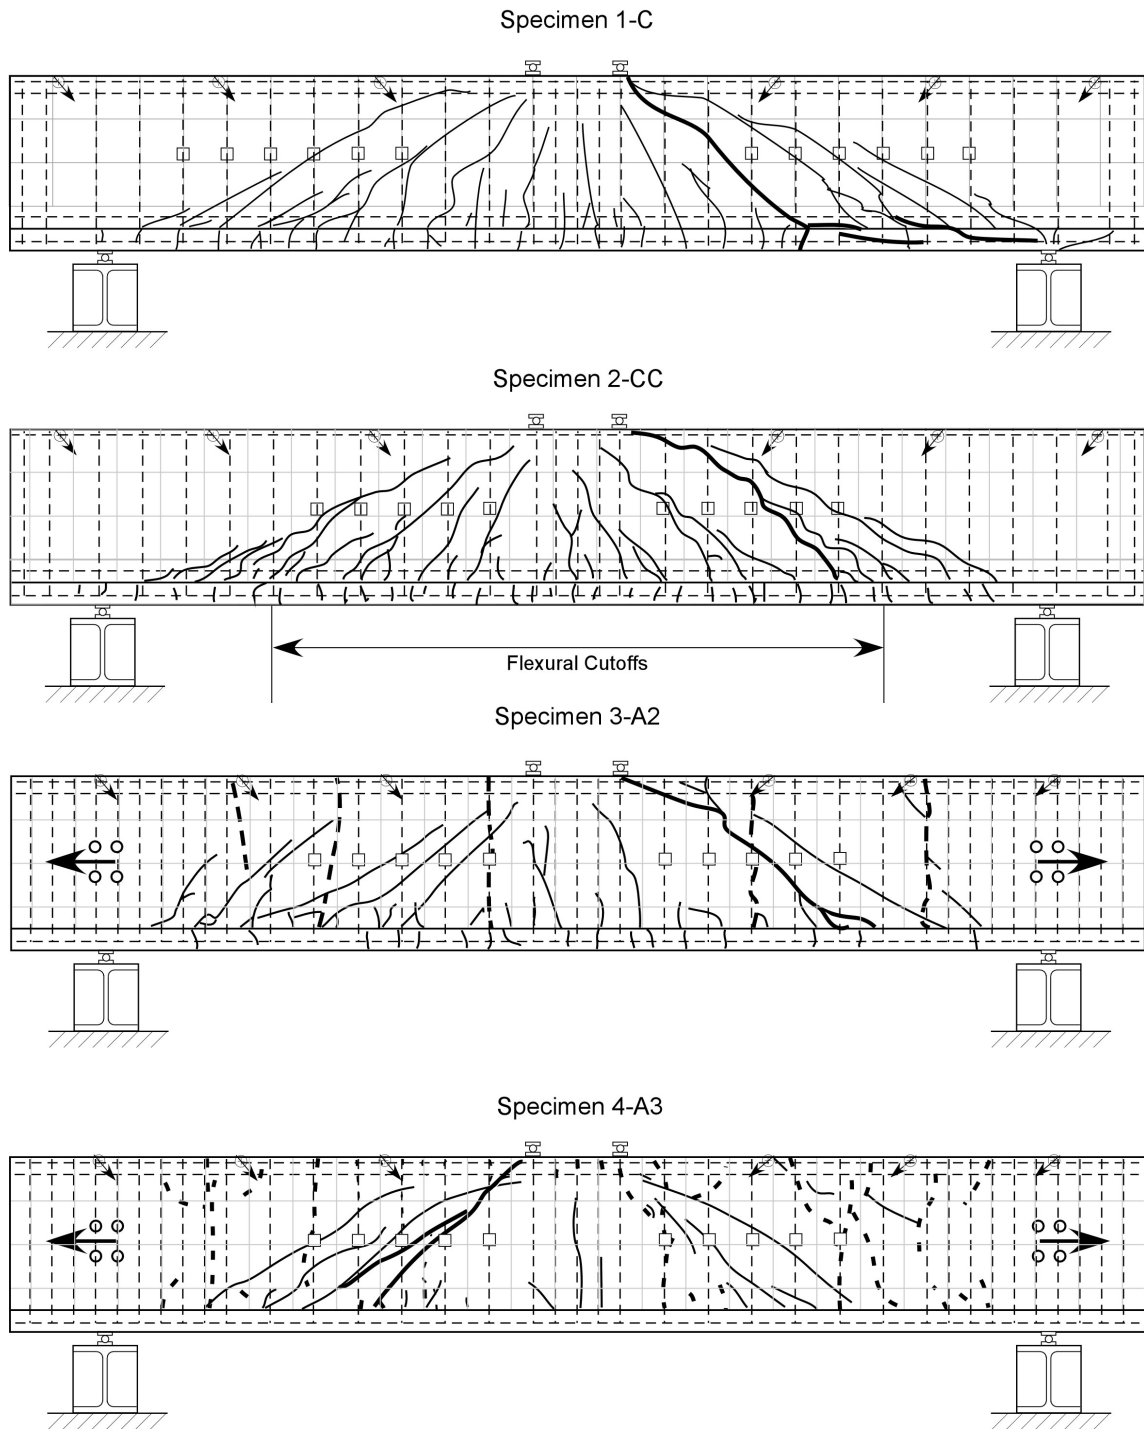 Specimen 1-C
Specimen 2-CC
Flexural Cutoffs
Specimen 3-A2
Specimen 4-A3